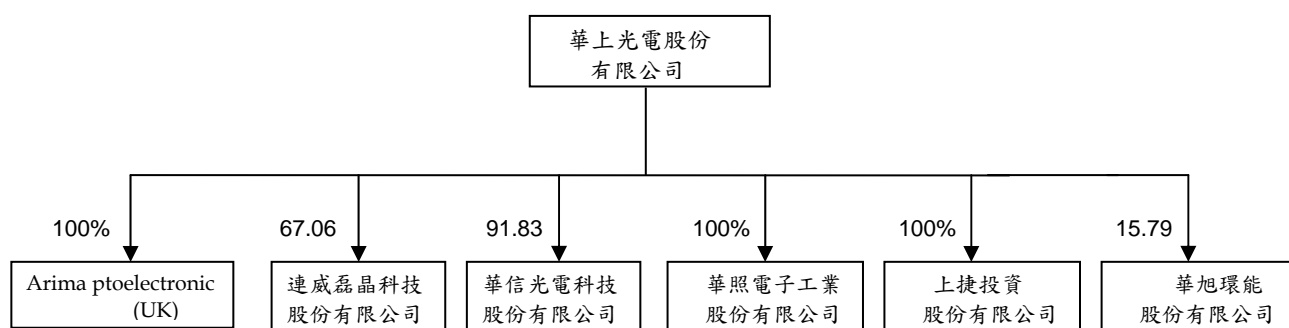 華上光電股份
有限公司
100%
67.06
91.83
100%
100%
15.79
Arima ptoelectronic
(UK)
連威磊晶科技
股份有限公司
華信光電科技
股份有限公司
華照電子工業
股份有限公司
上捷投資
股份有限公司
華旭環能
股份有限公司